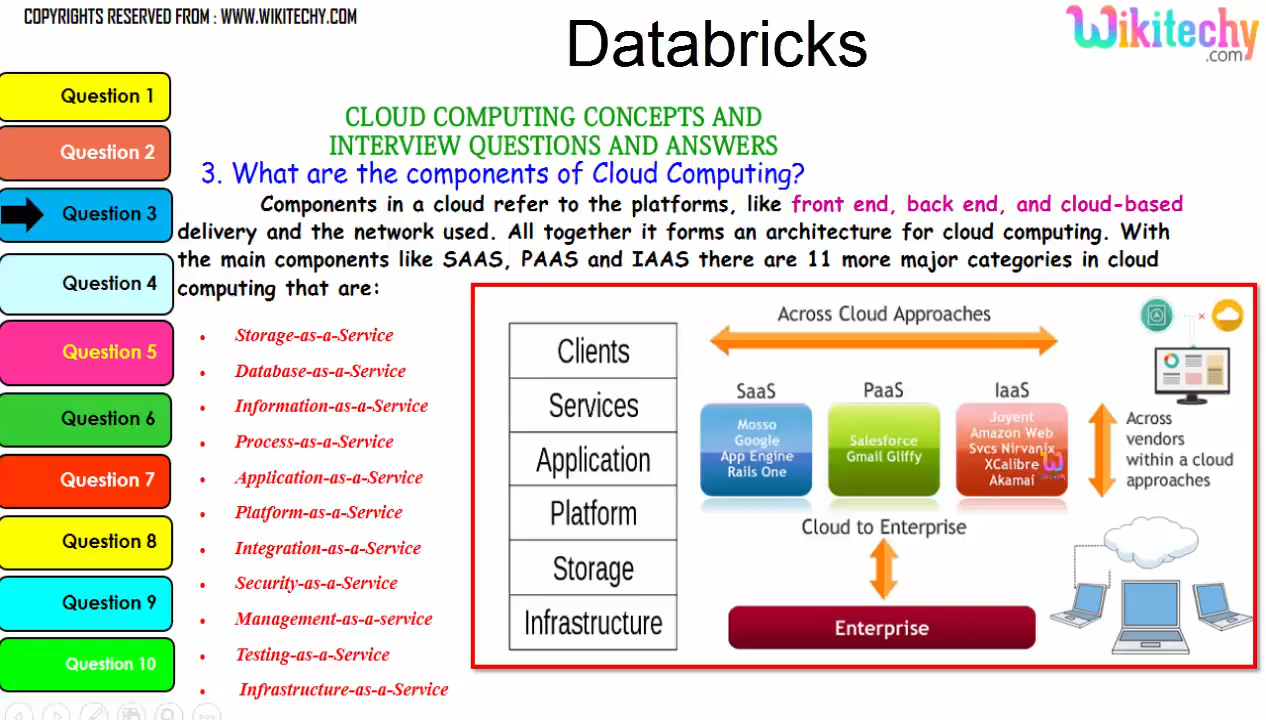 COPYRIGHTS RESERVED FROM : WWW.WIKITECHY.COM
Databricks
Wikitechy
.com
Question 1
Question 2
Question 3
Question 4
Question 5
Question 6
Question 7
Question 8
Question 9
Question 10
CLOUD COMPUTING CONCEPTS AND
INTERVIEW QUESTIONS AND ANSWERS
3. What are the components of Cloud Computing?
Components in a cloud refer to the platforms, like front end, back end, and cloud-based
delivery and the network used. All together it forms an architecture for cloud computing. With
the main components like SAAS, PAAS and IAAS there are 11 more major categories in cloud
computing that are:
• Storage-as-a-Service
• Database-as-a-Service
• Information-as-a-Service
• Process-as-a-Service
• Application-as-a-Service
• Platform-as-a-Service
• Integration-as-a-Service
• Security-as-a-Service
• Management-as-a-service
• Testing-as-a-Service
• Infrastructure-as-a-Service
Clients
Services
Application
Platform
Storage
Infrastructure
Across Cloud Approaches
SaaS
Mosso
Google
App Engine
Rails One
PaaS
Salesforce
Gmail Gliffy
IaaS
Joyent
Amazon Web
Svcs Nirvanix
XCalibre
Akamai
Across
vendors
within a cloud
approaches
Cloud to Enterprise
Enterprise